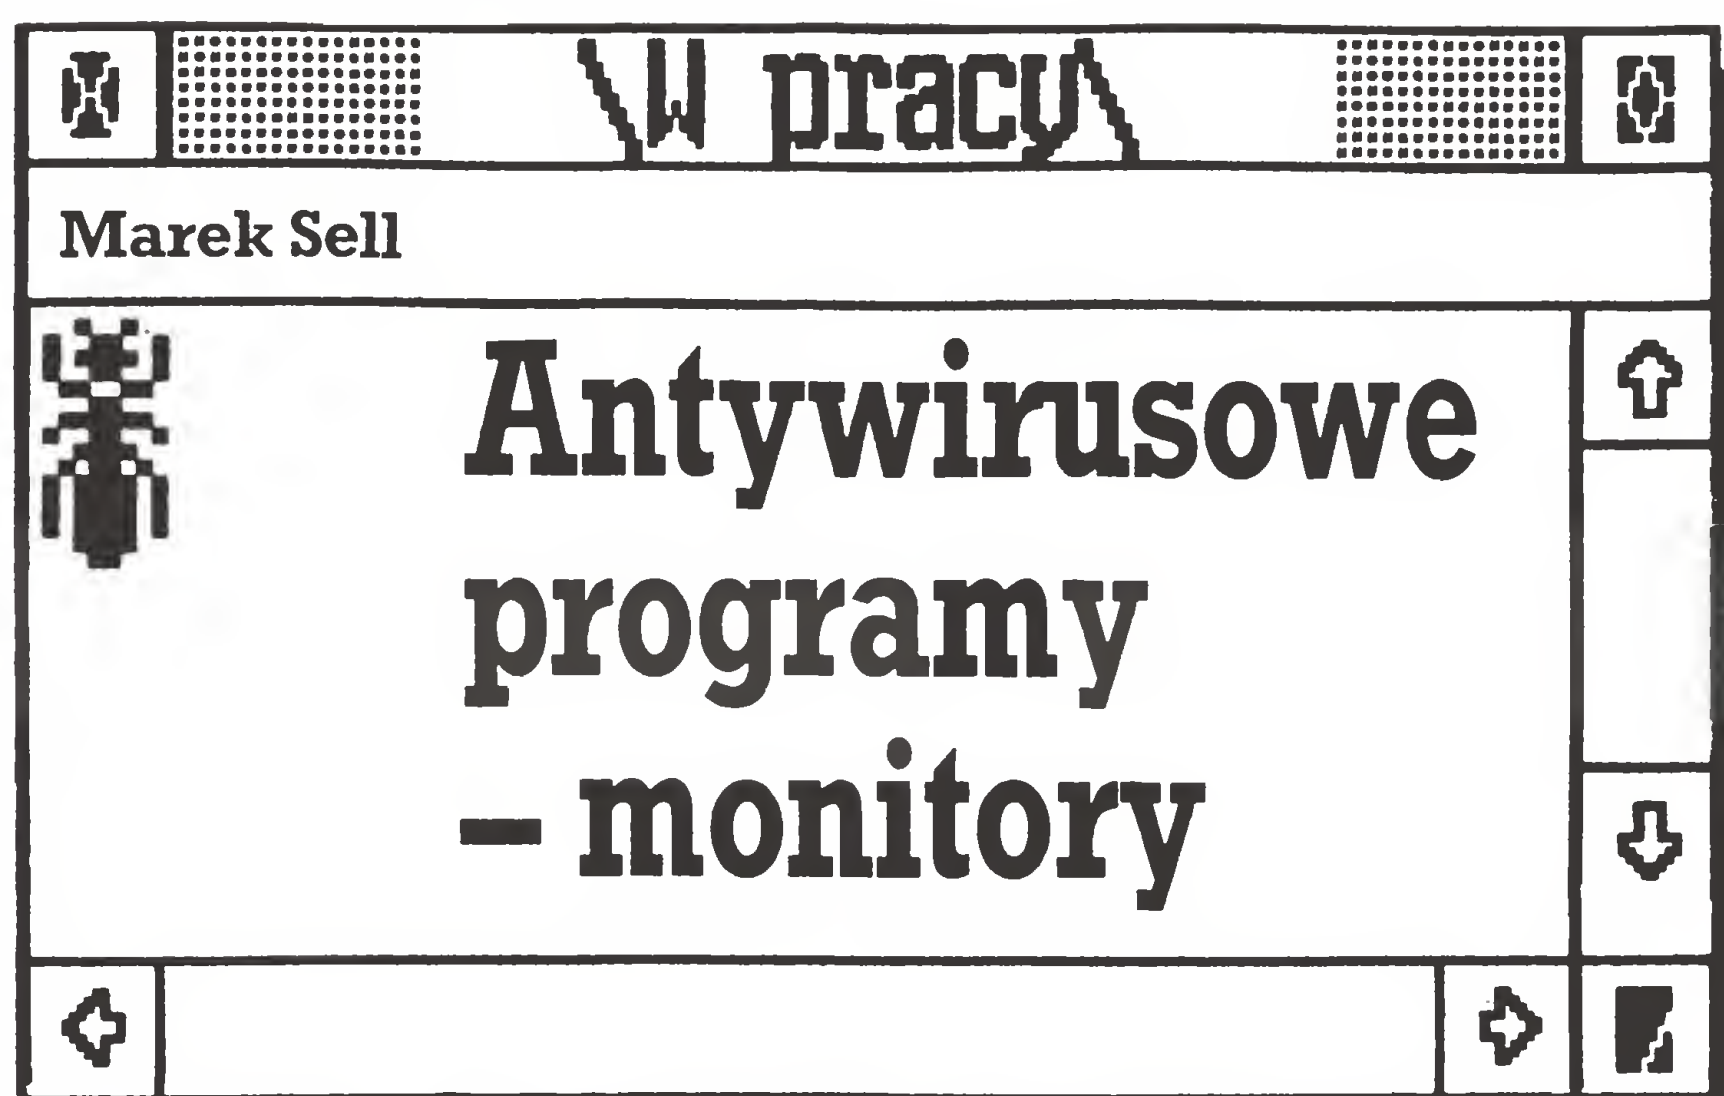 W pracy
Marek Sell
Antywirusowe
programy
– monitory